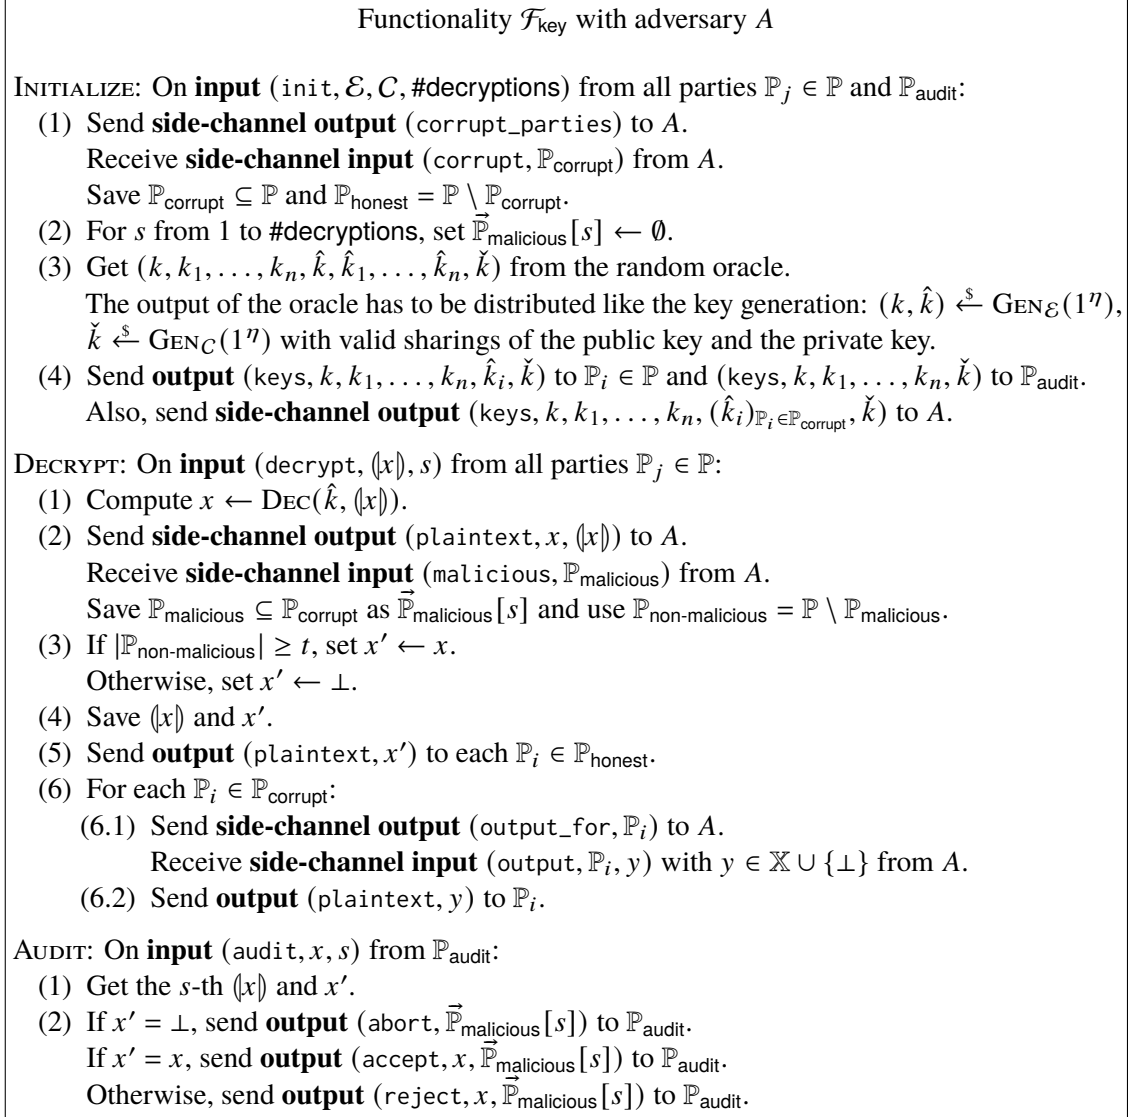 Functionality ℱ_key with adversary A
INITIALIZE: On input (init, ℰ, 𝒞, #decryptions) from all parties ℙ_j ∈ ℙ and ℙ_audit:
(1) Send side-channel output (corrupt_parties) to A.
Receive side-channel input (corrupt, ℙ_corrupt) from A.
Save ℙ_corrupt ⊆ ℙ and ℙ_honest = ℙ \ ℙ_corrupt.
(2) For s from 1 to #decryptions, set ℙ⃗_malicious[s] ← ∅.
(3) Get (k, k_1, . . . , k_n, k̂, k̂_1, . . . , k̂_n, ǩ) from the random oracle.
The output of the oracle has to be distributed like the key generation: (k, k̂) ←$ GEN_ℰ(1^η),
ǩ ←$ GEN_C(1^η) with valid sharings of the public key and the private key.
(4) Send output (keys, k, k_1, . . . , k_n, k̂_i, ǩ) to ℙ_i ∈ ℙ and (keys, k, k_1, . . . , k_n, ǩ) to ℙ_audit.
Also, send side-channel output (keys, k, k_1, . . . , k_n, (k̂_i)_{ℙ_i ∈ ℙ_corrupt}, ǩ) to A.
DECRYPT: On input (decrypt, ⦇x⦈, s) from all parties ℙ_j ∈ ℙ:
(1) Compute x ← DEC(k̂, ⦇x⦈).
(2) Send side-channel output (plaintext, x, ⦇x⦈) to A.
Receive side-channel input (malicious, ℙ_malicious) from A.
Save ℙ_malicious ⊆ ℙ_corrupt as ℙ⃗_malicious[s] and use ℙ_non-malicious = ℙ \ ℙ_malicious.
(3) If |ℙ_non-malicious| ≥ t, set x′ ← x.
Otherwise, set x′ ← ⊥.
(4) Save ⦇x⦈ and x′.
(5) Send output (plaintext, x′) to each ℙ_i ∈ ℙ_honest.
(6) For each ℙ_i ∈ ℙ_corrupt:
(6.1) Send side-channel output (output_for, ℙ_i) to A.
Receive side-channel input (output, ℙ_i, y) with y ∈ 𝕏 ∪ {⊥} from A.
(6.2) Send output (plaintext, y) to ℙ_i.
AUDIT: On input (audit, x, s) from ℙ_audit:
(1) Get the s-th ⦇x⦈ and x′.
(2) If x′ = ⊥, send output (abort, ℙ⃗_malicious[s]) to ℙ_audit.
If x′ = x, send output (accept, x, ℙ⃗_malicious[s]) to ℙ_audit.
Otherwise, send output (reject, x, ℙ⃗_malicious[s]) to ℙ_audit.